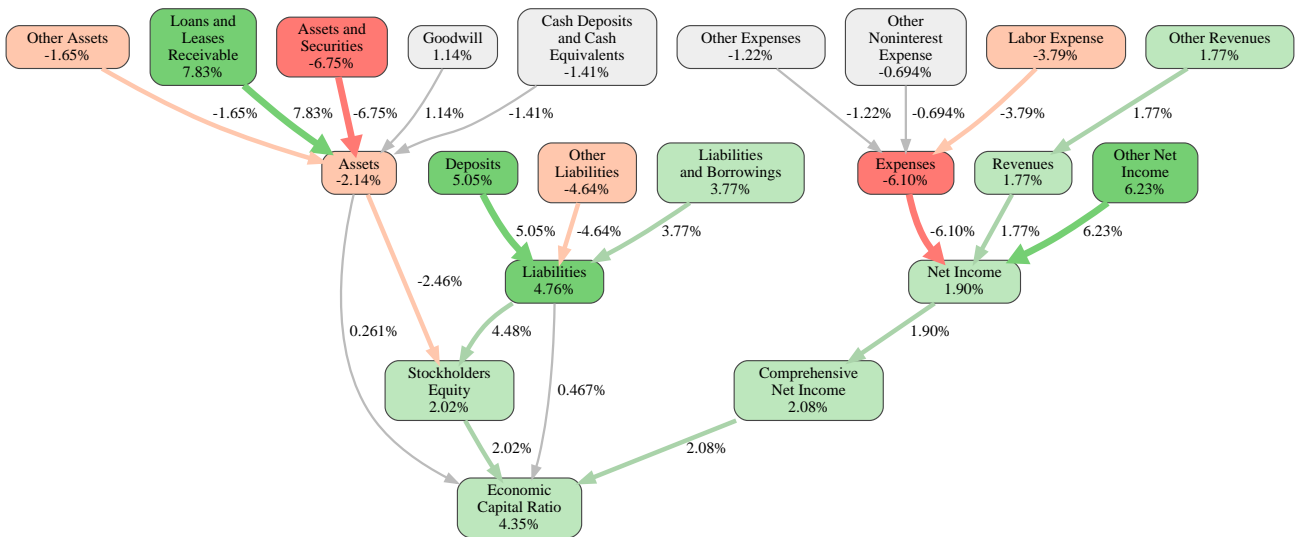 Other Assets
-1.65%
Loans and
Leases
Receivable
7.83%
Assets and
Securities
-6.75%
Goodwill
1.14%
Cash Deposits
and Cash
Equivalents
-1.41%
Other Expenses
-1.22%
Other
Noninterest
Expense
-0.694%
Labor Expense
-3.79%
Other Revenues
1.77%
-1.65%
7.83%
-6.75%
1.14%
-1.41%
-1.22%
-0.694%
-3.79%
1.77%
Assets
-2.14%
Deposits
5.05%
Other
Liabilities
-4.64%
Liabilities
and Borrowings
3.77%
Expenses
-6.10%
Revenues
1.77%
Other Net
Income
6.23%
5.05%
-4.64%
3.77%
-6.10%
1.77%
6.23%
-2.46%
Liabilities
4.76%
Net Income
1.90%
0.261%
4.48%
1.90%
Stockholders
Equity
2.02%
0.467%
Comprehensive
Net Income
2.08%
2.02%
2.08%
Economic
Capital Ratio
4.35%